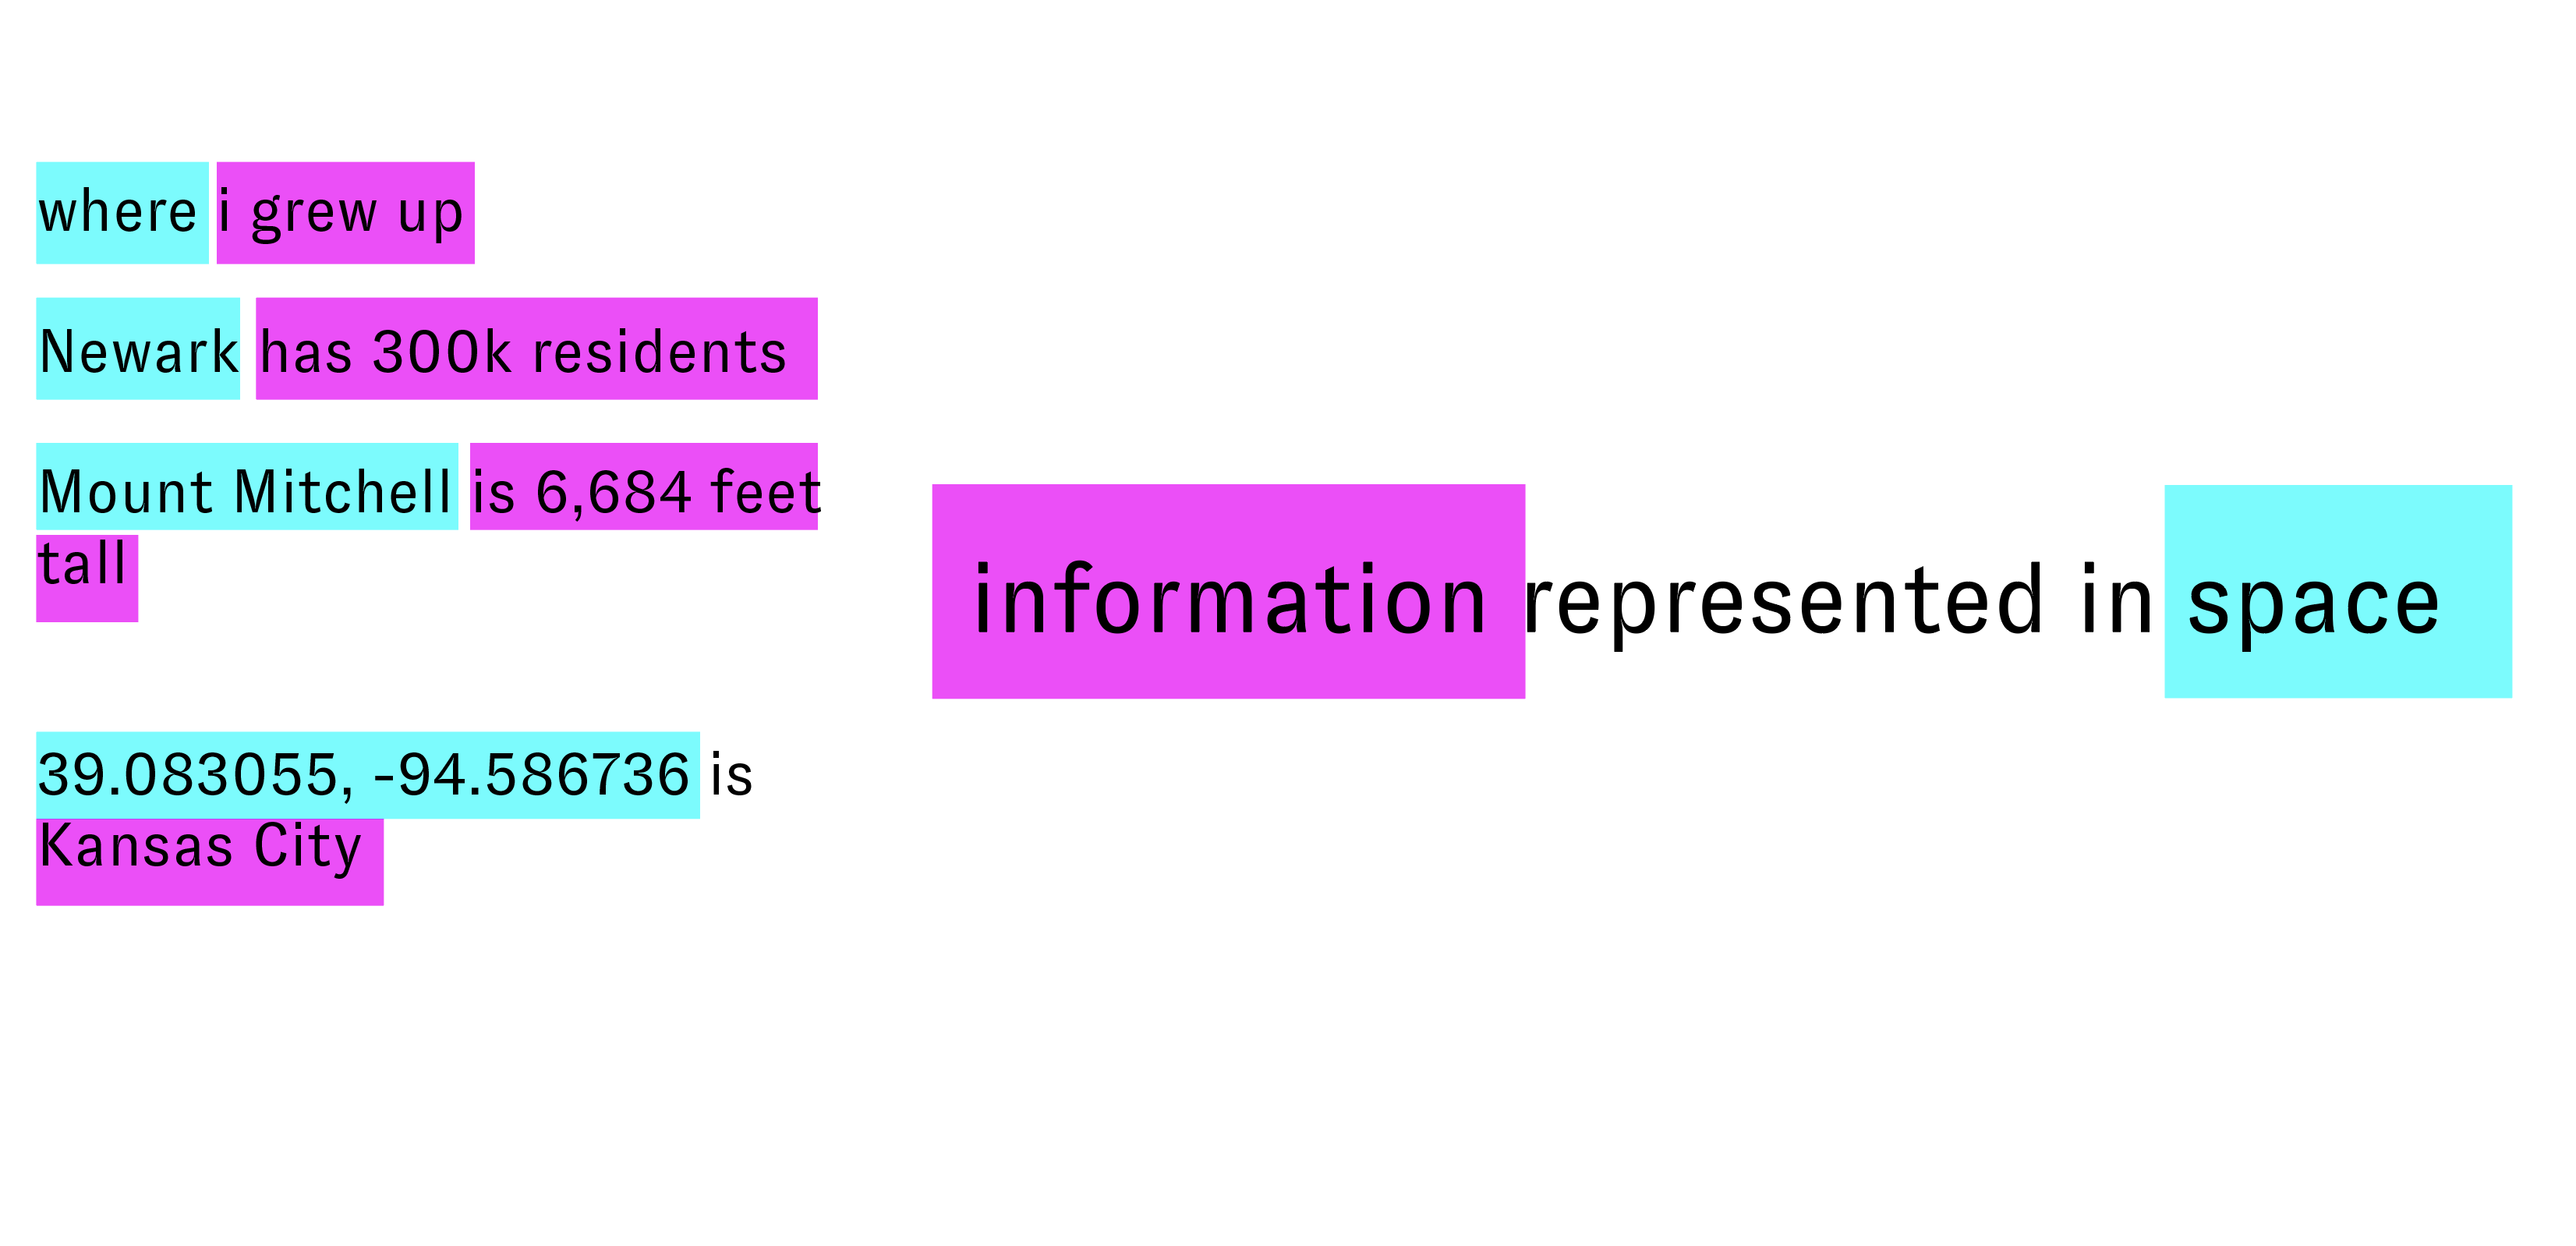 where i grew up
Newark has 300k residents
Mount Mitchell is 6,684 feet
tall
39.083055, -94.586736 is
Kansas City
information represented in space